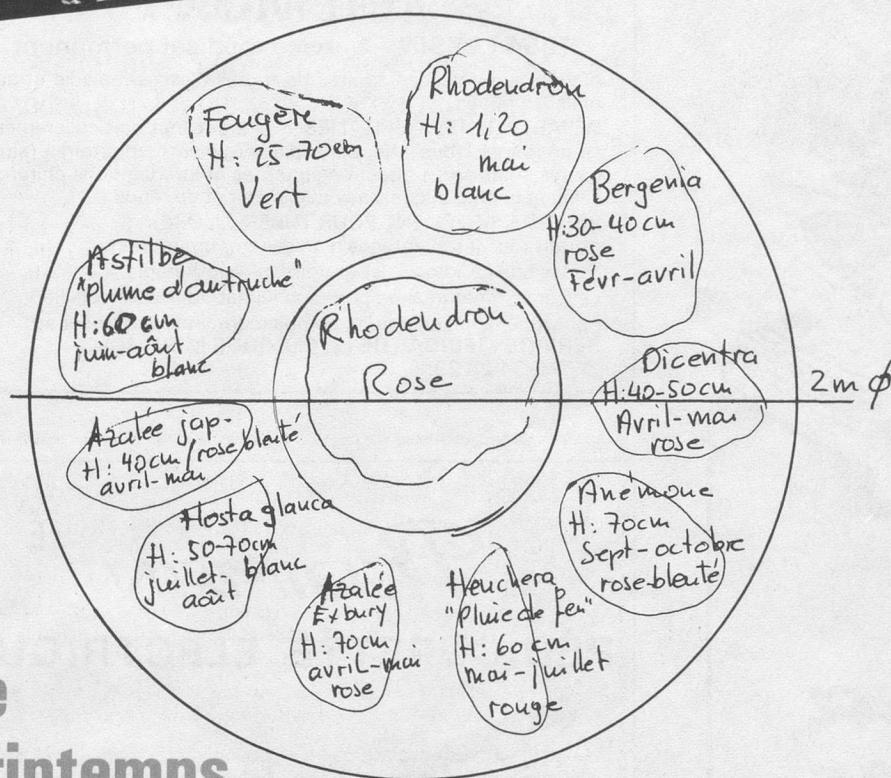 Fougère
H: 25-70cm
Vert
Rhodendron
H: 1,20
mai
blanc
Bergenia
H:30-40cm
rose
Févr-avril
Astilbe
"plume d'autruche"
H:60cm
juin-août
blanc
Rhodendron
Rose
Dicentra
H:40-50cm
Avril-mai
rose
2m ϕ
Azalée jap.
H: 40cm/rose bleuté
avril-mai
Hosta glauca
H: 50-70cm
juillet- blanc
août
Azalée
Exbury
H: 70cm
avril-mai
rose
Heuchera
"Pluie de feu"
H: 60cm
mai-juillet
rouge
Anémone
H: 70cm
Sept-octobre
rose-bleuté
e
rintemps